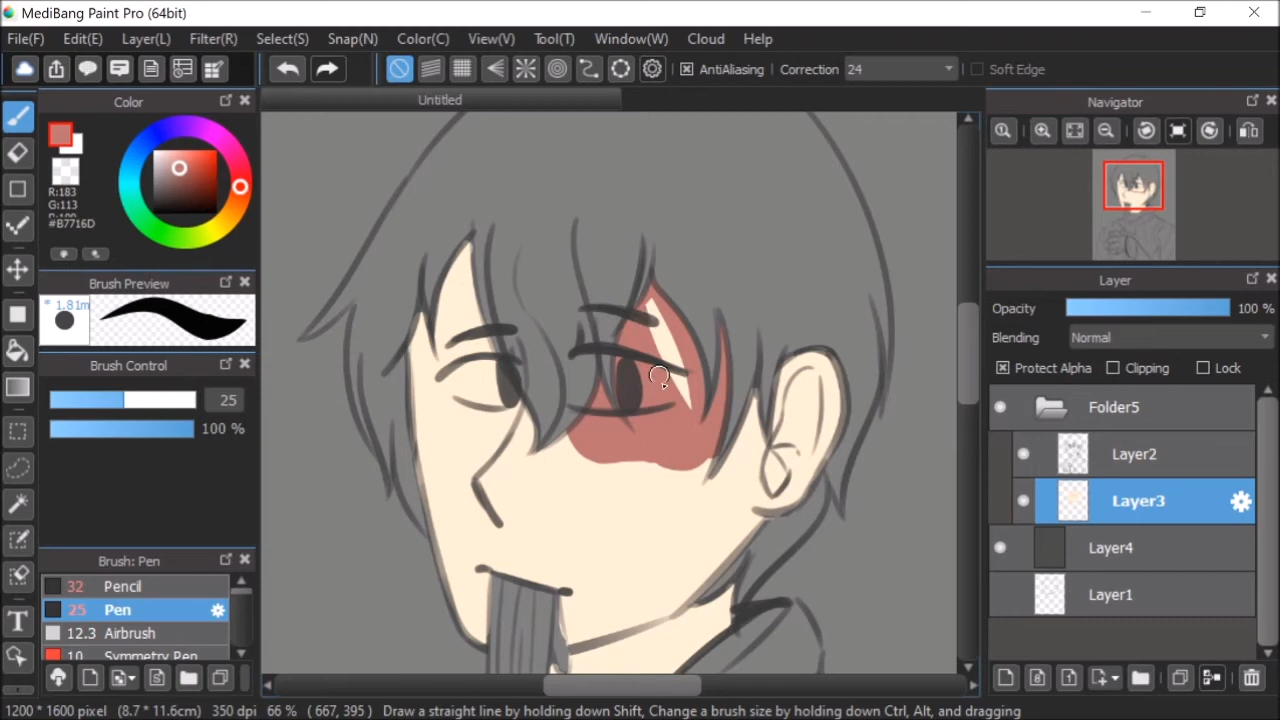 MediBang Paint Pro (64bit)
File(F) Edit(E) Layer(L) Filter(R) Select(S) Snap(N) Color(C) View(V) Tool(T) Window(W) Cloud Help
AntiAliasing Correction 24 Soft Edge
Color
Untitled
Navigator
R:183
G:113
#B7716D
Brush Preview
* 1.81m
Brush Control
25
100 %
Layer
Opacity 100 %
Blending Normal
Protect Alpha Clipping Lock
Folder5
Layer2
Layer3
Layer4
Layer1
Brush: Pen
32 Pencil
25 Pen
12.3 Airbrush
10 Symmetry Pen
1200 * 1600 pixel (8.7 * 11.6cm) 350 dpi 66 % ( 667, 395 ) Draw a straight line by holding down Shift, Change a brush size by holding down Ctrl, Alt, and dragging